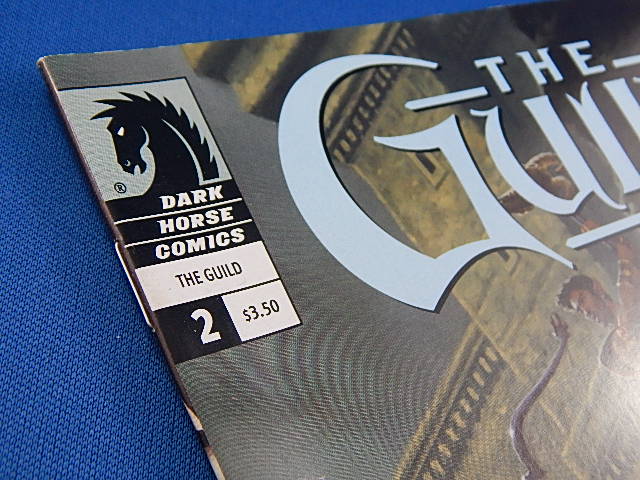 THE
GUI
®
DARK
HORSE
COMICS
THE GUILD
2 $3.50